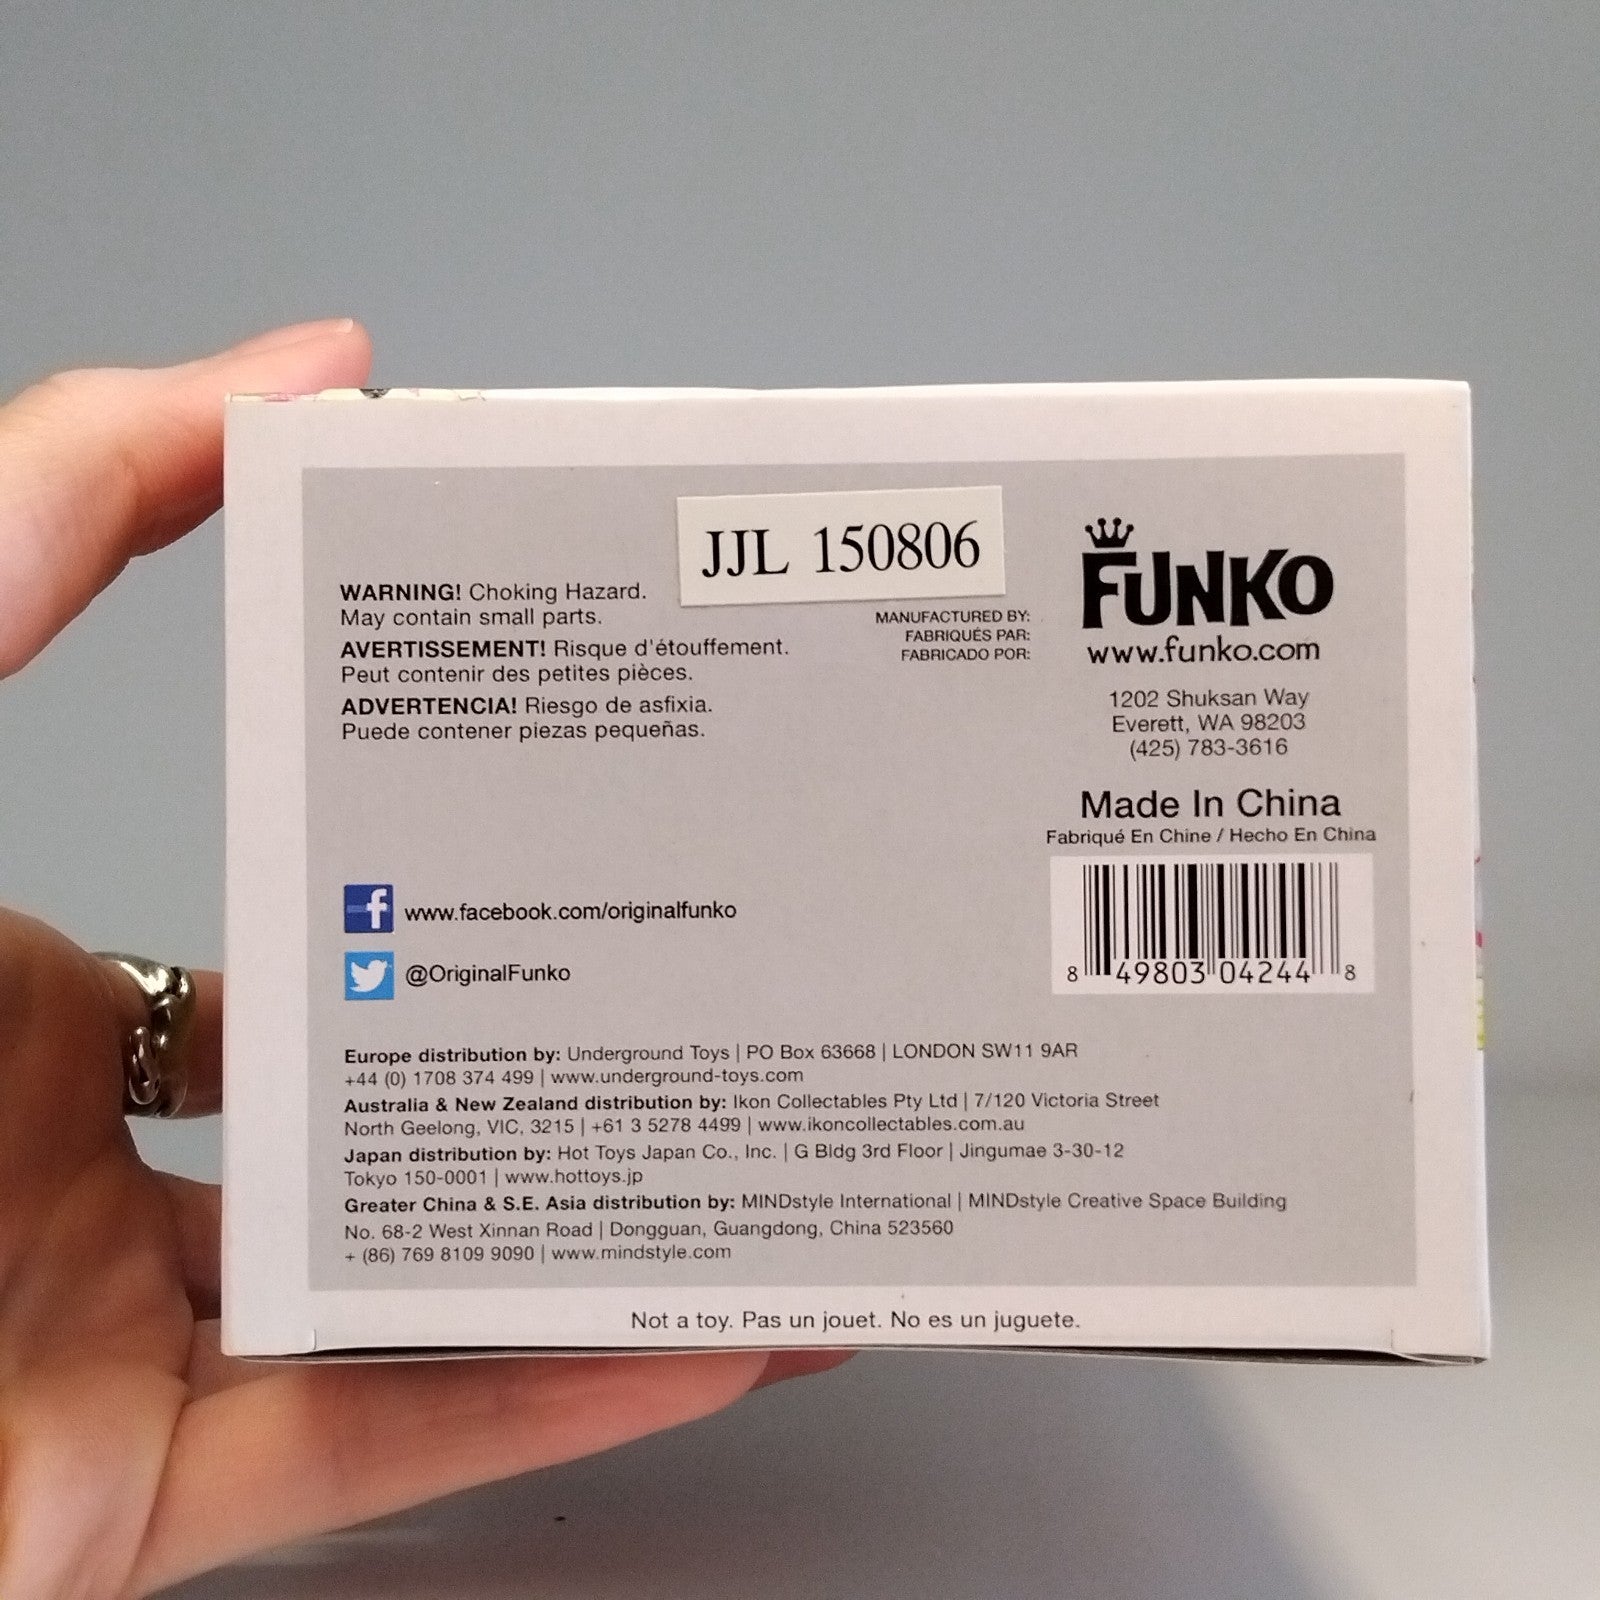 JJL 150806
WARNING! Choking Hazard.
May contain small parts.
AVERTISSEMENT! Risque d'étouffement.
Peut contenir des petites pièces.
ADVERTENCIA! Riesgo de asfixia.
Puede contener piezas pequeñas.
MANUFACTURED BY:
FABRIQUÉS PAR:
FABRICADO POR:
FUNKO
www.funko.com
1202 Shuksan Way
Everett, WA 98203
(425) 783-3616
Made In China
Fabriqué En Chine / Hecho En China
8 49803 04244 8
f www.facebook.com/originalfunko
@OriginalFunko
Europe distribution by: Underground Toys | PO Box 63668 | LONDON SW11 9AR
+44 (0) 1708 374 499 | www.underground-toys.com
Australia & New Zealand distribution by: Ikon Collectables Pty Ltd | 7/120 Victoria Street
North Geelong, VIC, 3215 | +61 3 5278 4499 | www.ikoncollectables.com.au
Japan distribution by: Hot Toys Japan Co., Inc. | G Bldg 3rd Floor | Jingumae 3-30-12
Tokyo 150-0001 | www.hottoys.jp
Greater China & S.E. Asia distribution by: MINDstyle International | MINDstyle Creative Space Building
No. 68-2 West Xinnan Road | Dongguan, Guangdong, China 523560
+ (86) 769 8109 9090 | www.mindstyle.com
Not a toy. Pas un jouet. No es un juguete.